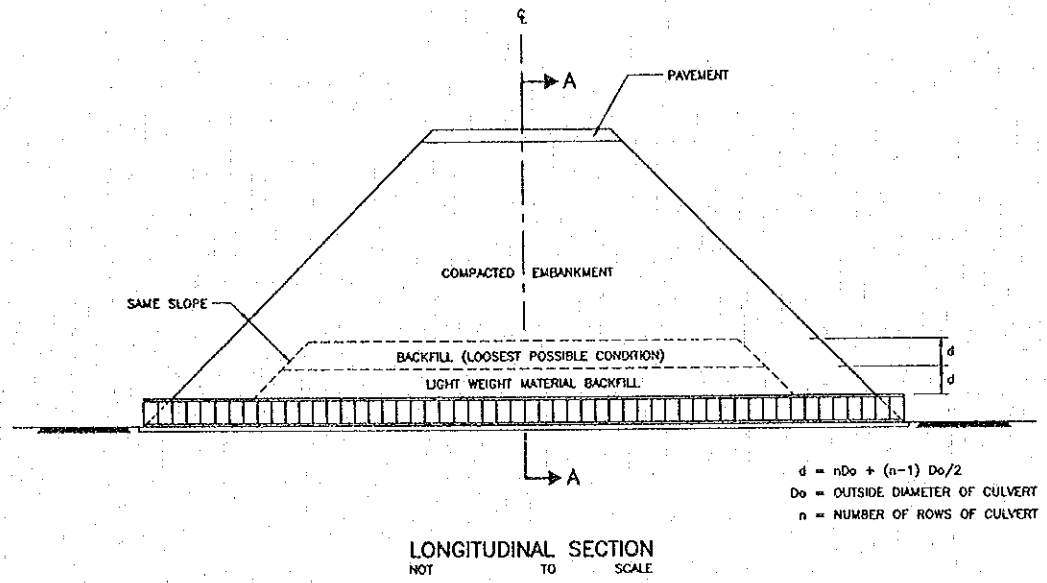 ℄
A
PAVEMENT
COMPACTED EMBANKMENT
SAME SLOPE
BACKFILL (LOOSEST POSSIBLE CONDITION)
d
LIGHT WEIGHT MATERIAL BACKFILL
d
A
d = nDo + (n-1) Do/2
Do = OUTSIDE DIAMETER OF CULVERT
n = NUMBER OF ROWS OF CULVERT
LONGITUDINAL SECTION
NOT TO SCALE